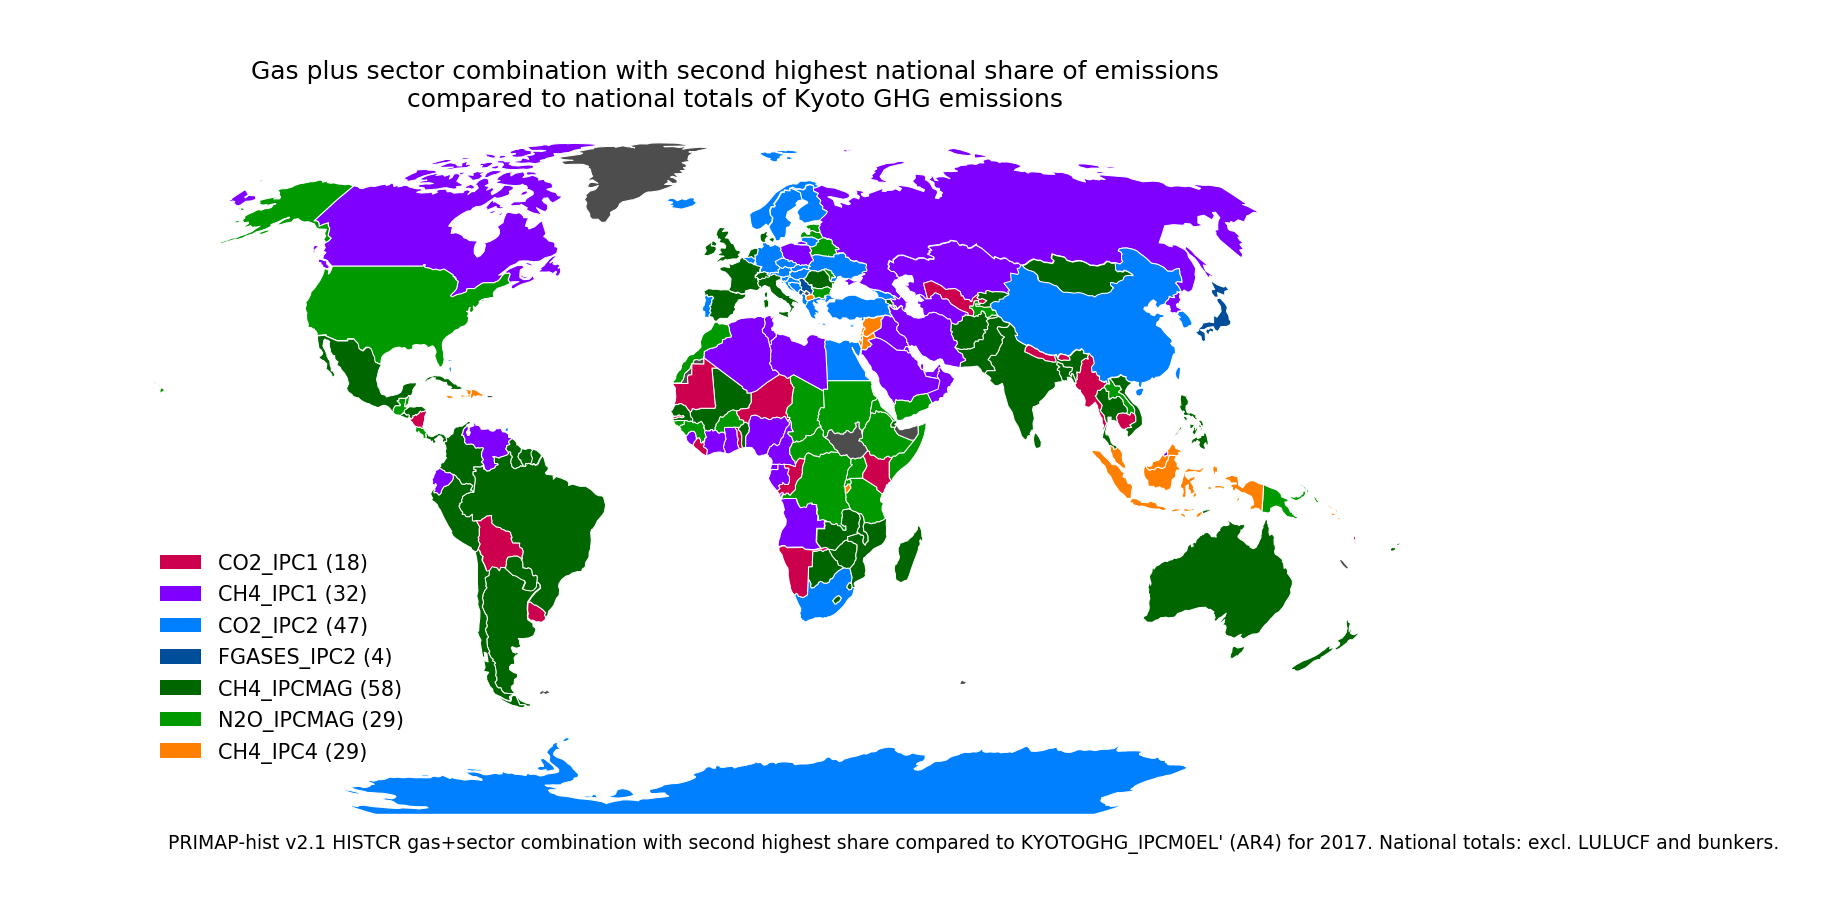 Gas plus sector combination with second highest national share of emissions
compared to national totals of Kyoto GHG emissions
CO2_IPC1 (18)
CH4_IPC1 (32)
CO2_IPC2 (47)
FGASES_IPC2 (4)
CH4_IPCMAG (58)
N2O_IPCMAG (29)
CH4_IPC4 (29)
PRIMAP-hist v2.1 HISTCR gas+sector combination with second highest share compared to KYOTOGHG_IPCM0EL' (AR4) for 2017. National totals: excl. LULUCF and bunkers.